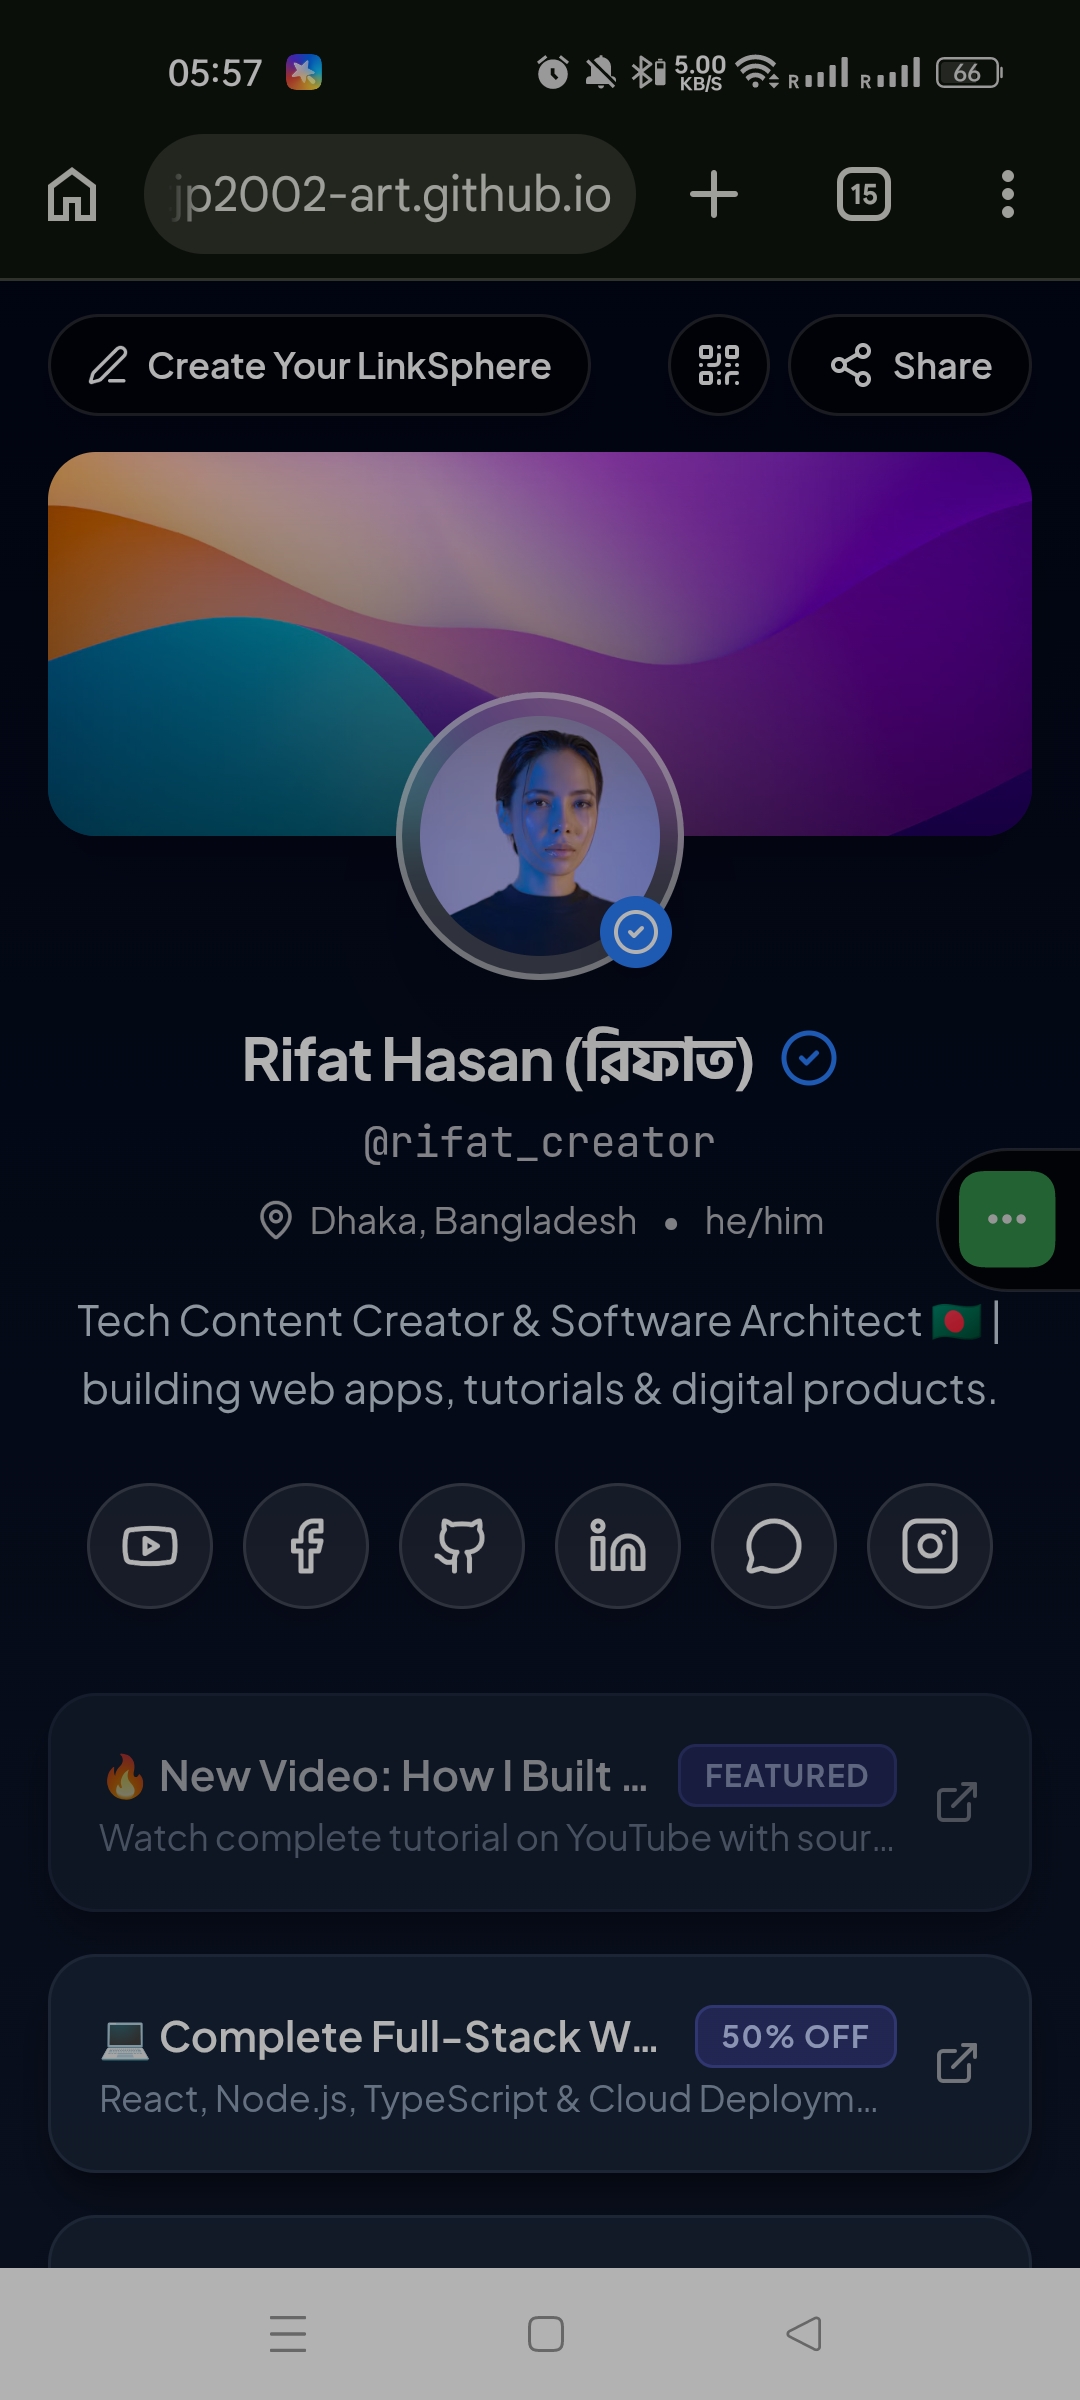 05:57
5.00
KB/S
R
R
66
jp2002-art.github.io
15
Create Your LinkSphere
Share
Rifat Hasan (রিফাত)
@rifat_creator
Dhaka, Bangladesh • he/him
Tech Content Creator & Software Architect 🇧🇩 |
building web apps, tutorials & digital products.
🔥 New Video: How I Built ...
FEATURED
Watch complete tutorial on YouTube with sour...
💻 Complete Full-Stack W...
50% OFF
React, Node.js, TypeScript & Cloud Deploym...